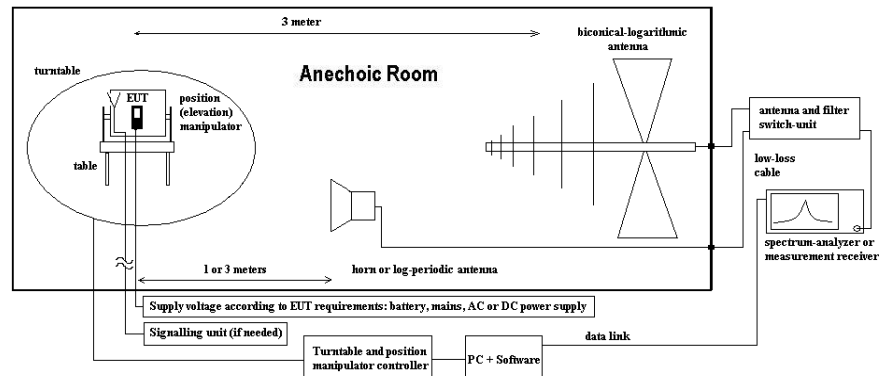 3 meter
biconical-logarithmic
antenna
turntable
Anechoic Room
EUT
position
(elevation)
manipulator
antenna and filter
switch-unit
table
low-loss
cable
spectrum-analyzer or
measurement receiver
1 or 3 meters
horn or log-periodic antenna
Supply voltage according to EUT requirements: battery, mains, AC or DC power supply
Signalling unit (if needed)
data link
Turntable and position
manipulator controller
PC + Software